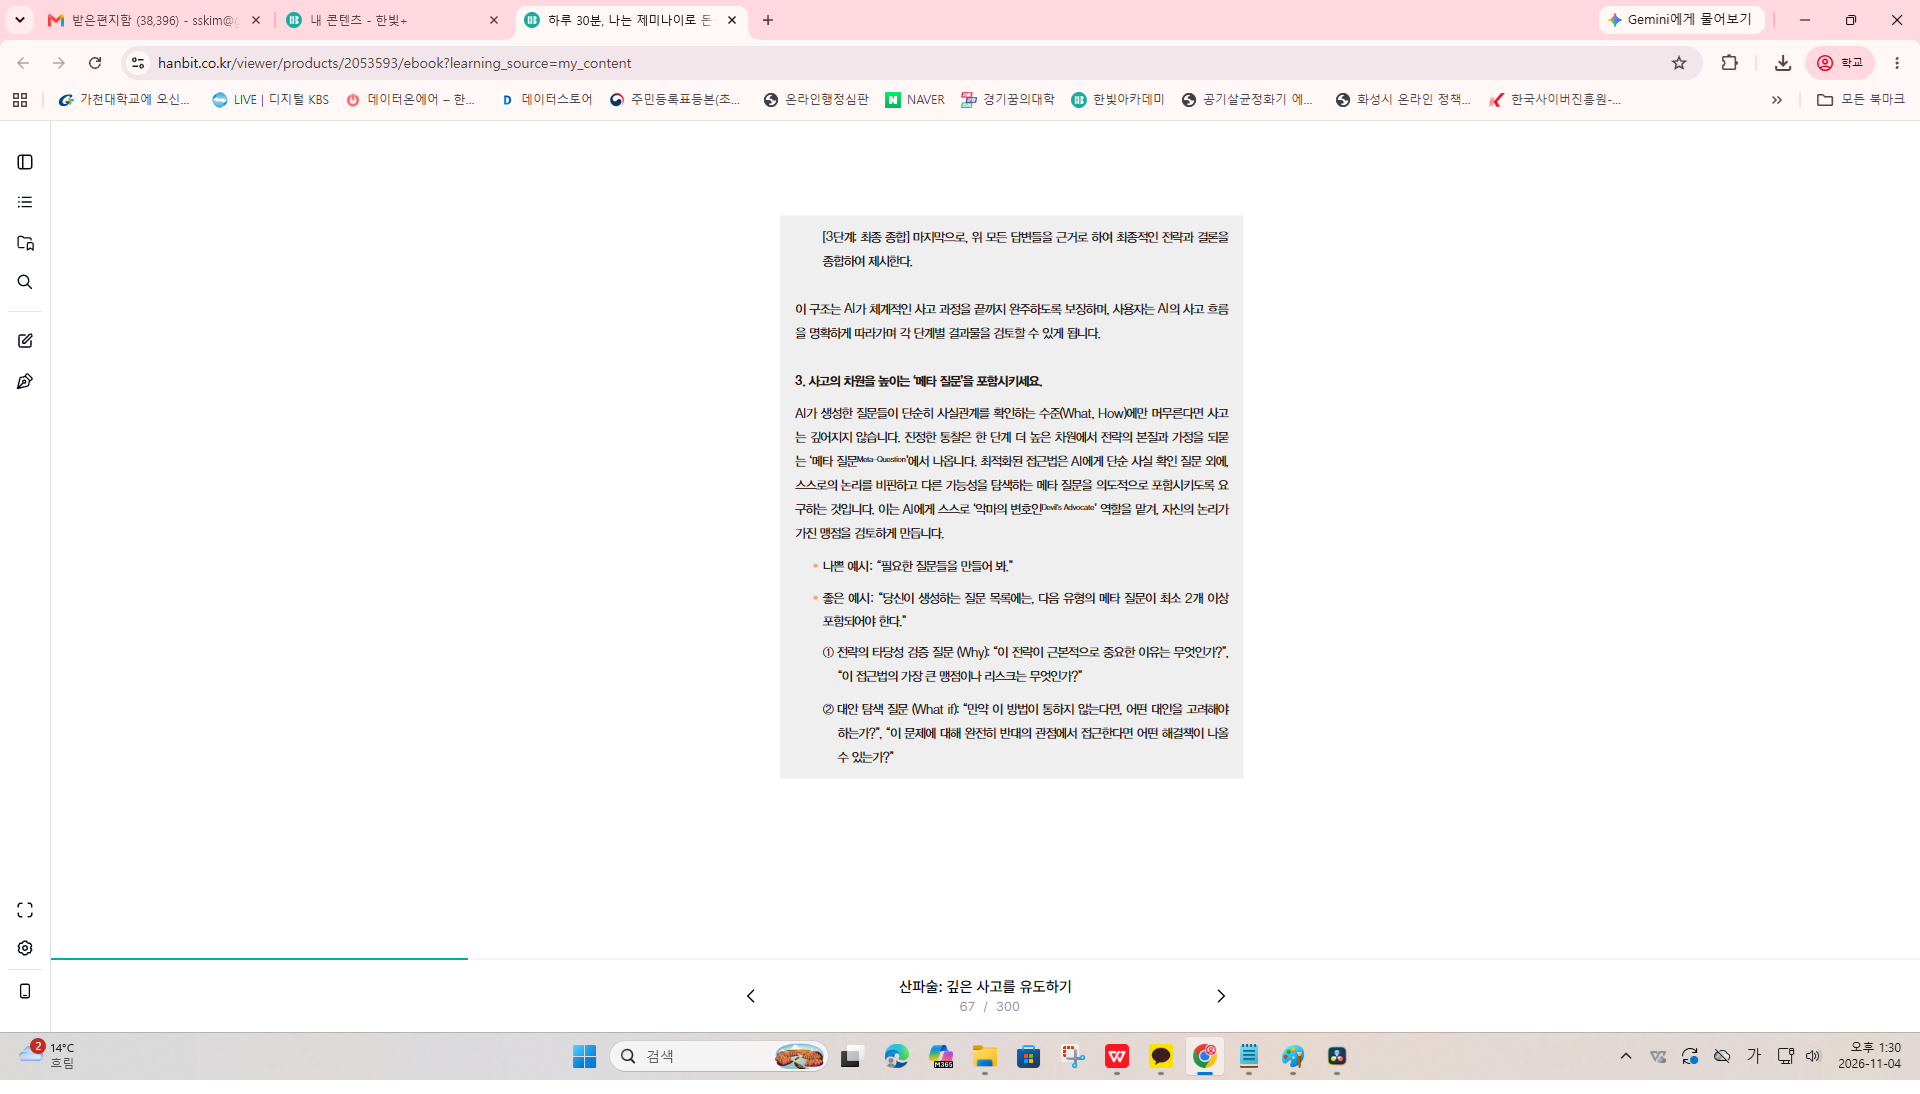 받은편지함 (38,396) - sskim@g
내 콘텐츠 - 한빛+
하루 30분, 나는 제미나이로 돈
Gemini에게 물어보기
hanbit.co.kr/viewer/products/2053593/ebook?learning_source=my_content
학교
가천대학교에 오신...
LIVE | 디지털 KBS
데이터온에어 – 한...
데이터스토어
주민등록표등본(초...
온라인행정심판
NAVER
경기꿈의대학
한빛아카데미
공기살균정화기 에...
화성시 온라인 정책...
한국사이버진흥원-...
모든 북마크
[3단계: 최종 종합] 마지막으로, 위 모든 답변들을 근거로 하여 최종적인 전략과 결론을
종합하여 제시한다.
이 구조는 AI가 체계적인 사고 과정을 끝까지 완주하도록 보장하며, 사용자는 AI의 사고 흐름
을 명확하게 따라가며 각 단계별 결과물을 검토할 수 있게 됩니다.
3. 사고의 차원을 높이는 ‘메타 질문’을 포함시키세요.
AI가 생성한 질문들이 단순히 사실관계를 확인하는 수준(What, How)에만 머무른다면 사고
는 깊어지지 않습니다. 진정한 통찰은 한 단계 더 높은 차원에서 전략의 본질과 가정을 되묻
는 ‘메타 질문Meta-Question’에서 나옵니다. 최적화된 접근법은 AI에게 단순 사실 확인 질문 외에,
스스로의 논리를 비판하고 다른 가능성을 탐색하는 메타 질문을 의도적으로 포함시키도록 요
구하는 것입니다. 이는 AI에게 스스로 ‘악마의 변호인Devil's Advocate’ 역할을 맡겨, 자신의 논리가
가진 맹점을 검토하게 만듭니다.
• 나쁜 예시: “필요한 질문들을 만들어 봐.”
• 좋은 예시: “당신이 생성하는 질문 목록에는, 다음 유형의 메타 질문이 최소 2개 이상
포함되어야 한다.”
① 전략의 타당성 검증 질문 (Why): “이 전략이 근본적으로 중요한 이유는 무엇인가?”,
“이 접근법의 가장 큰 맹점이나 리스크는 무엇인가?”
② 대안 탐색 질문 (What if): “만약 이 방법이 통하지 않는다면, 어떤 대안을 고려해야
하는가?”, “이 문제에 대해 완전히 반대의 관점에서 접근한다면 어떤 해결책이 나올
수 있는가?”
산파술: 깊은 사고를 유도하기
67 / 300
2
14°C
흐림
검색
M365
가
오후 1:30
2026-11-04